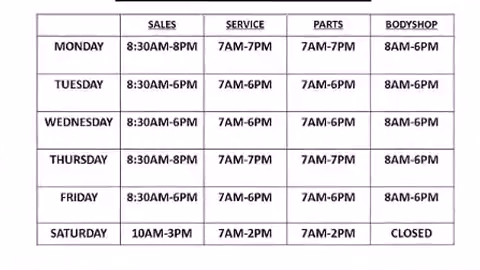 SALES SERVICE PARTS BODYSHOP
MONDAY 8:30AM-8PM 7AM-7PM 7AM-7PM 8AM-6PM
TUESDAY 8:30AM-6PM 7AM-6PM 7AM-6PM 8AM-6PM
WEDNESDAY 8:30AM-6PM 7AM-6PM 7AM-6PM 8AM-6PM
THURSDAY 8:30AM-8PM 7AM-7PM 7AM-7PM 8AM-6PM
FRIDAY 8:30AM-6PM 7AM-6PM 7AM-6PM 8AM-6PM
SATURDAY 10AM-3PM 7AM-2PM 7AM-2PM CLOSED